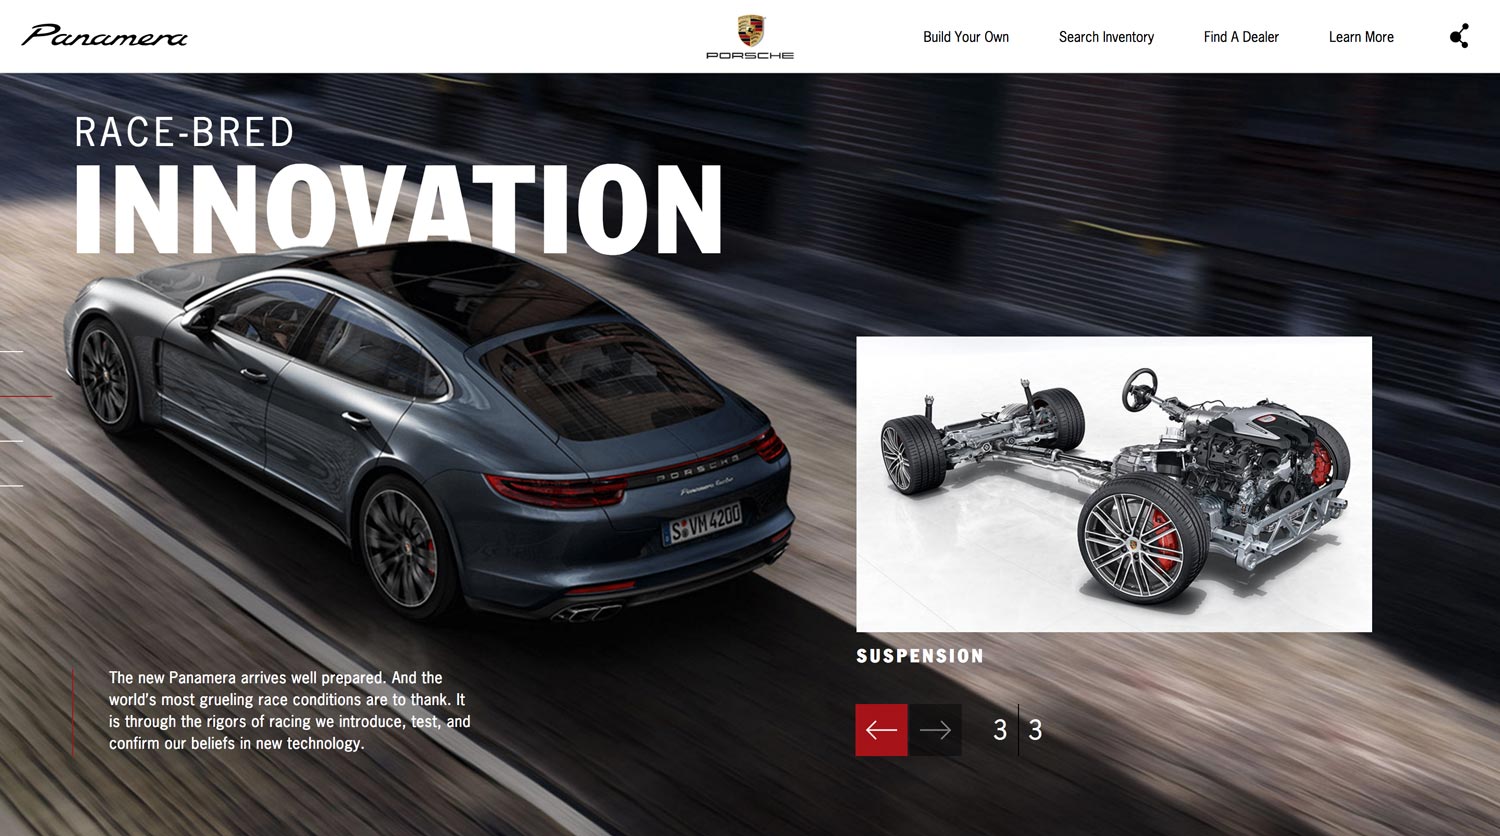 Panamera
PORSCHE
Build Your Own
Search Inventory
Find A Dealer
Learn More
RACE-BRED
INNOVATION
PORSCHE
Panamera Turbo
S VM 4200
SUSPENSION
The new Panamera arrives well prepared. And the
world's most grueling race conditions are to thank. It
is through the rigors of racing we introduce, test, and
confirm our beliefs in new technology.
3 3